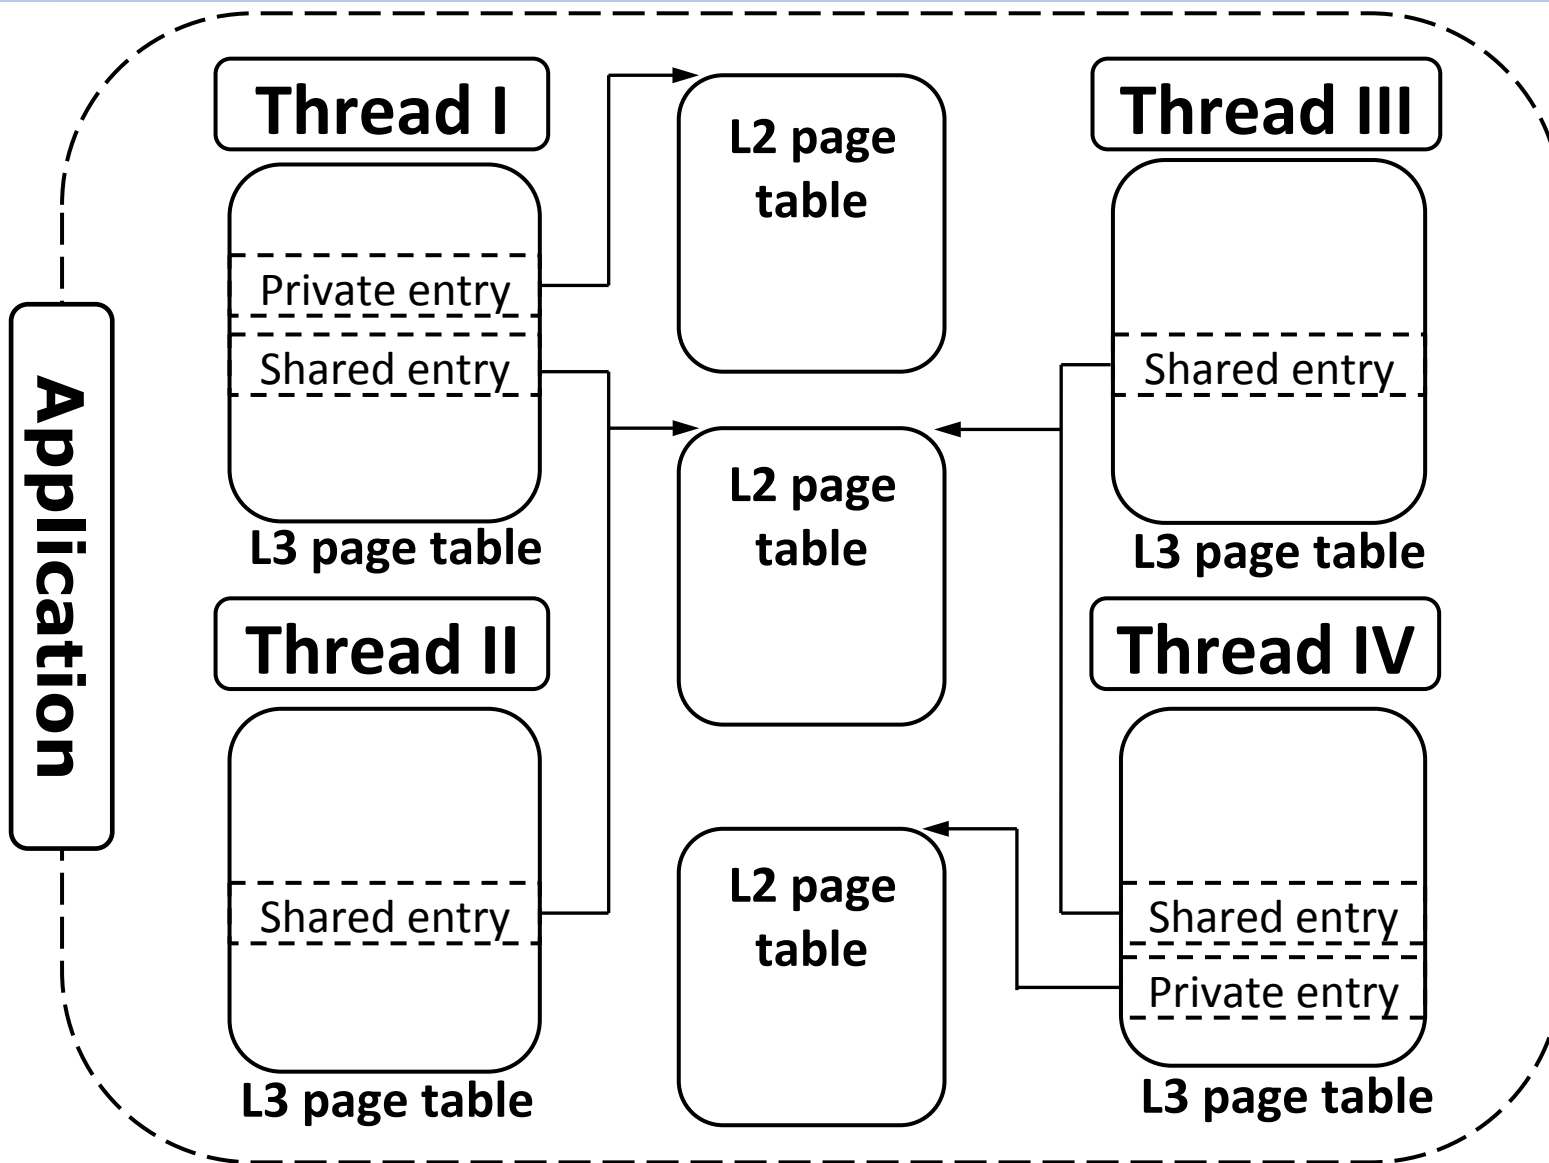 Application
Thread I
Private entry
Shared entry
L3 page table
Thread II
Shared entry
L3 page table
L2 page
table
L2 page
table
L2 page
table
Thread III
Shared entry
L3 page table
Thread IV
Shared entry
Private entry
L3 page table